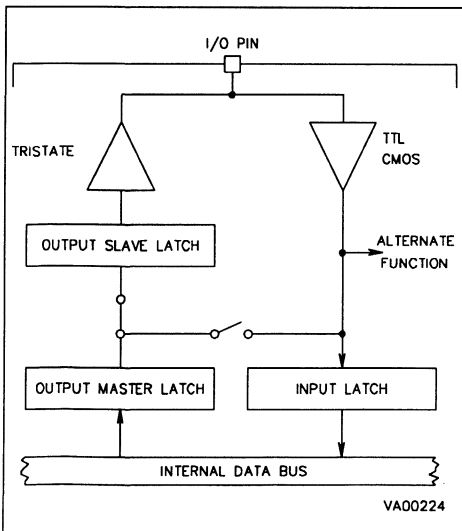 I/O PIN
TRISTATE
TTL
CMOS
OUTPUT SLAVE LATCH
ALTERNATE
FUNCTION
OUTPUT MASTER LATCH
INPUT LATCH
INTERNAL DATA BUS
VA00224